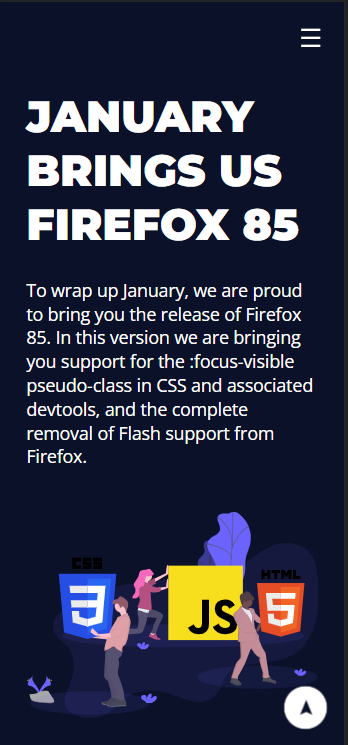 JANUARY
BRINGS US
FIREFOX 85
To wrap up January, we are proud
to bring you the release of Firefox
85. In this version we are bringing
you support for the :focus-visible
pseudo-class in CSS and associated
devtools, and the complete
removal of Flash support from
Firefox.
CSS
3
JS
HTML
5